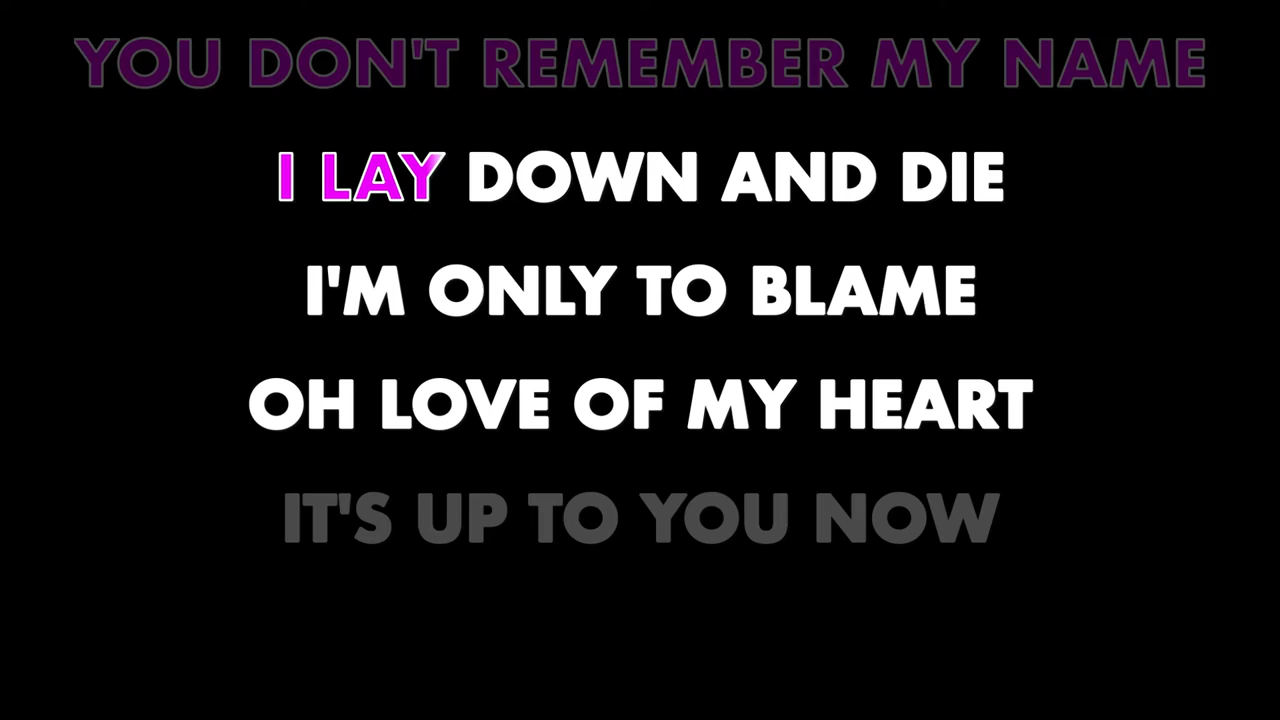 YOU DON'T REMEMBER MY NAME
I LAY DOWN AND DIE
I'M ONLY TO BLAME
OH LOVE OF MY HEART
IT'S UP TO YOU NOW